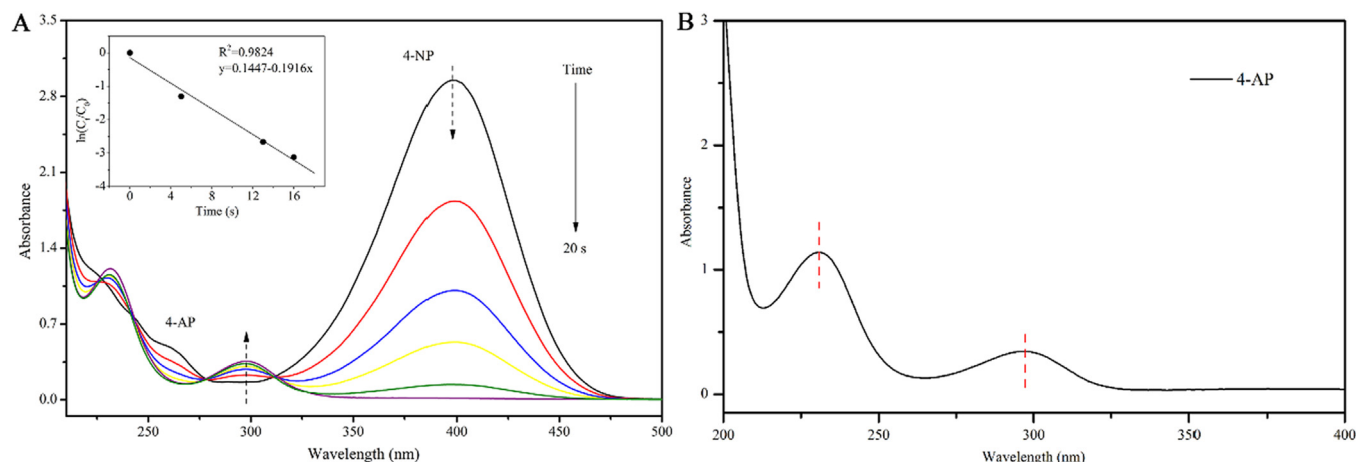 A
3.5
2.8
2.1
1.4
0.7
0.0
Absorbance
250
300
350
400
450
500
Wavelength (nm)
4-NP
4-AP
Time
20 s
0
-1
-2
-3
-4
ln(Ct/C0)
0
4
8
12
16
Time (s)
R²=0.9824
y=0.1447-0.1916x
B
3
2
1
0
Absorbance
200
250
300
350
400
Wavelength (nm)
4-AP